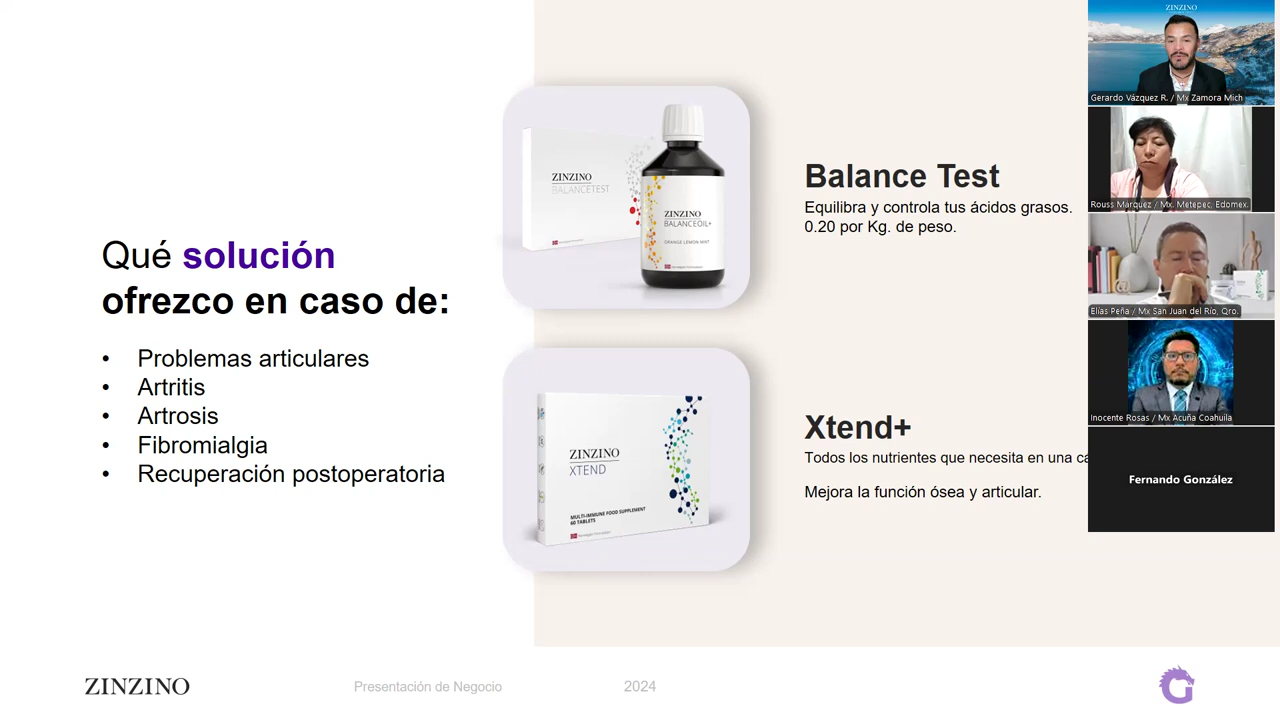 Qué solución
ofrezco en caso de:
• Problemas articulares
• Artritis
• Artrosis
• Fibromialgia
• Recuperación postoperatoria
ZINZINO
BALANCETEST
ZINZINO
BALANCEOIL+
ORANGE LEMON MINT
Balance Test
Equilibra y controla tus ácidos grasos.
0.20 por Kg. de peso.
ZINZINO
XTEND
MULTI-IMMUNE FOOD SUPPLEMENT
60 TABLETS
Xtend+
Todos los nutrientes que necesita en una ca
Mejora la función ósea y articular.
ZINZINO
Gerardo Vázquez R. / Mx Zamora Mich
Rouss Márquez / Mx. Metepec, Edomex.
Elías Peña / Mx San Juan del Río, Qro.
Inocente Rosas / Mx Acuña Coahuila
Fernando González
ZINZINO
Presentación de Negocio
2024
G